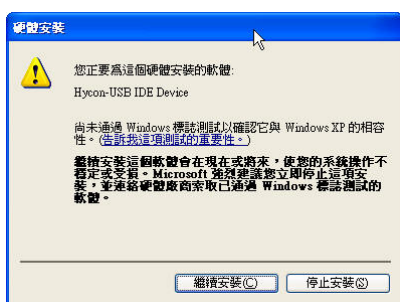 硬體安裝
您正要為這個硬體安裝的軟體:
Hycon-USB IDE Device
尚未通過 Windows 標誌測試以確認它與 Windows XP 的相容
性。(告訴我這項測試的重要性。)
繼續安裝這個軟體會在現在或將來，使您的系統操作不
穩定或受損。Microsoft 強烈建議您立即停止這項安
裝，並連絡硬體廠商索取已通過 Windows 標誌測試的
軟體。
繼續安裝(C)
停止安裝(S)